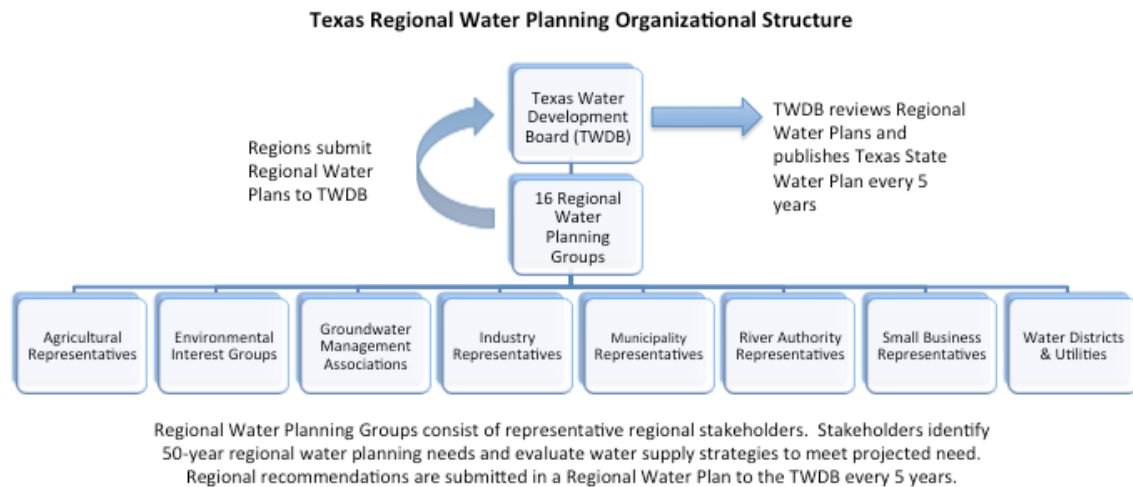 Texas Regional Water Planning Organizational Structure
Texas Water
Development
Board (TWDB)
TWDB reviews Regional
Water Plans and
publishes Texas State
Water Plan every 5
years
Regions submit
Regional Water
Plans to TWDB
16 Regional
Water
Planning
Groups
Agricultural
Representatives
Environmental
Interest Groups
Groundwater
Management
Associations
Industry
Representatives
Municipality
Representatives
River Authority
Representatives
Small Business
Representatives
Water Districts
& Utilities
Regional Water Planning Groups consist of representative regional stakeholders.  Stakeholders identify
50-year regional water planning needs and evaluate water supply strategies to meet projected need.
Regional recommendations are submitted in a Regional Water Plan to the TWDB every 5 years.